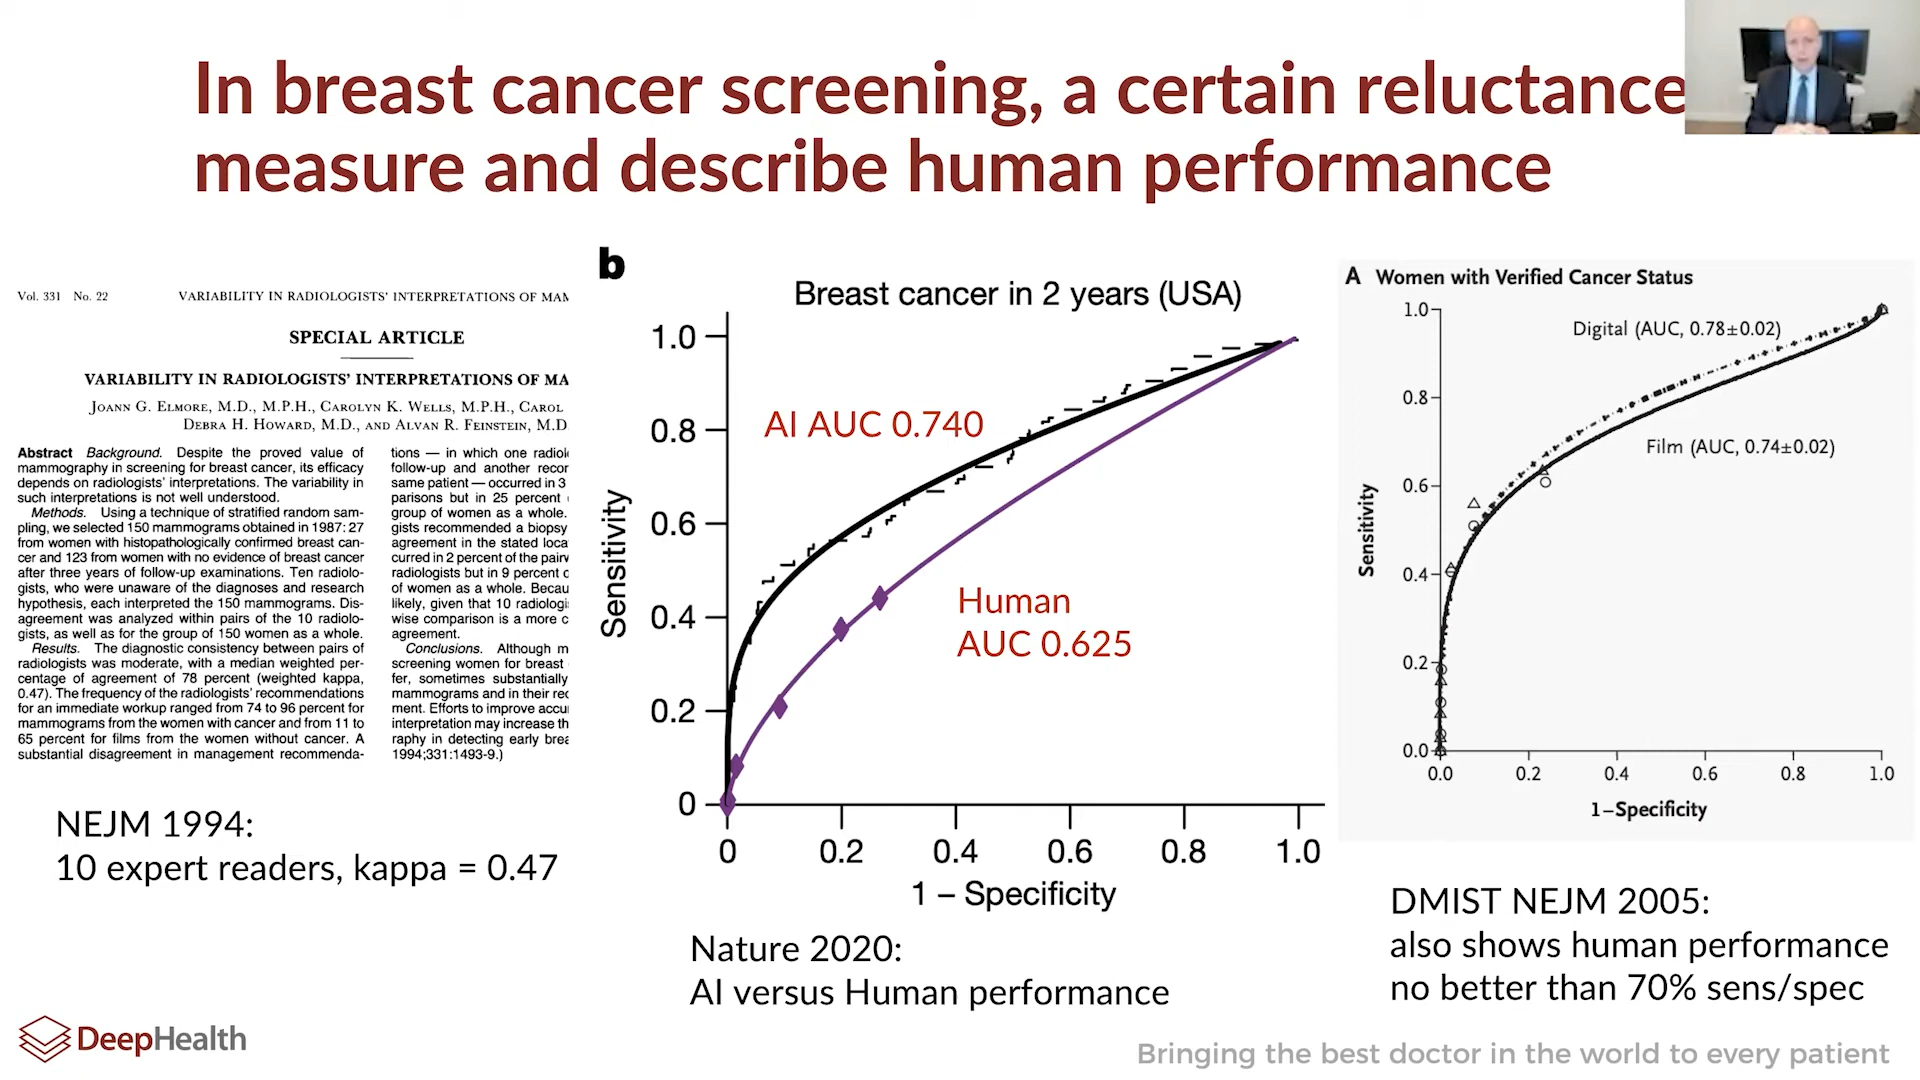 In breast cancer screening, a certain reluctance
measure and describe human performance
Vol. 331 No. 22 VARIABILITY IN RADIOLOGISTS' INTERPRETATIONS OF MAM
SPECIAL ARTICLE
VARIABILITY IN RADIOLOGISTS' INTERPRETATIONS OF MA
Joann G. Elmore, M.D., M.P.H., Carolyn K. Wells, M.P.H., Carol
Debra H. Howard, M.D., and Alvan R. Feinstein, M.D
Abstract Background. Despite the proved value of
mammography in screening for breast cancer, its efficacy
depends on radiologists' interpretations. The variability in
such interpretations is not well understood.
Methods. Using a technique of stratified random sam-
pling, we selected 150 mammograms obtained in 1987: 27
from women with histopathologically confirmed breast can-
cer and 123 from women with no evidence of breast cancer
after three years of follow-up examinations. Ten radiolo-
gists, who were unaware of the diagnoses and research
hypothesis, each interpreted the 150 mammograms. Dis-
agreement was analyzed within pairs of the 10 radiolo-
gists, as well as for the group of 150 women as a whole.
Results. The diagnostic consistency between pairs of
radiologists was moderate, with a median weighted per-
centage of agreement of 78 percent (weighted kappa,
0.47). The frequency of the radiologists' recommendations
for an immediate workup ranged from 74 to 96 percent for
mammograms from the women with cancer and from 11 to
65 percent for films from the women without cancer. A
substantial disagreement in management recommenda-
tions — in which one radiol
follow-up and another recor
same patient — occurred in 3
parisons but in 25 percent
group of women as a whole.
gists recommended a biopsy
agreement in the stated loca
curred in 2 percent of the pairw
radiologists but in 9 percent c
of women as a whole. Becau
likely, given that 10 radiologi
wise comparison is a more c
agreement.
Conclusions. Although m
screening women for breast
fer, sometimes substantially
mammograms and in their rec
ment. Efforts to improve accu
interpretation may increase th
raphy in detecting early brea
1994;331:1493-9.)
NEJM 1994:
10 expert readers, kappa = 0.47
b
Breast cancer in 2 years (USA)
1.0
0.8
0.6
0.4
0.2
0
Sensitivity
AI AUC 0.740
Human
AUC 0.625
0 0.2 0.4 0.6 0.8 1.0
1 – Specificity
Nature 2020:
AI versus Human performance
A Women with Verified Cancer Status
1.0
0.8
0.6
0.4
0.2
0.0
Sensitivity
Digital (AUC, 0.78±0.02)
Film (AUC, 0.74±0.02)
0.0 0.2 0.4 0.6 0.8 1.0
1–Specificity
DMIST NEJM 2005:
also shows human performance
no better than 70% sens/spec
DeepHealth
Bringing the best doctor in the world to every patient